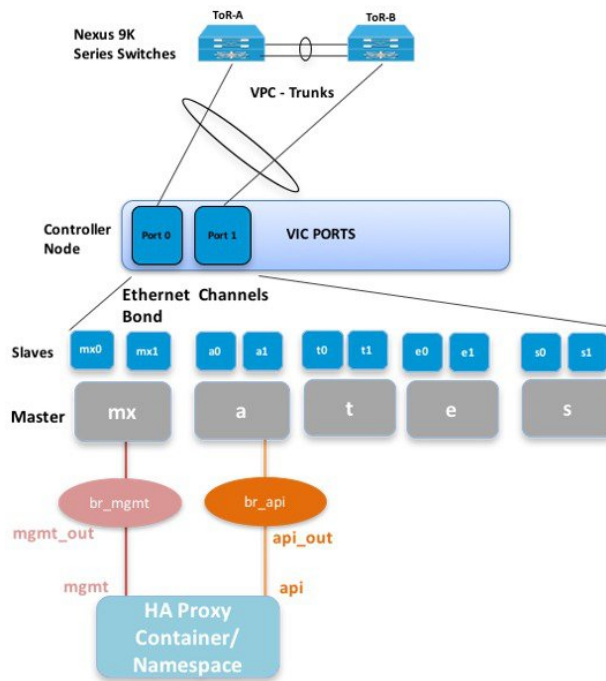 ToR-A
ToR-B
Nexus 9K
Series Switches
VPC - Trunks
Controller
Node
Port 0
Port 1
VIC PORTS
Ethernet Channels
Bond
Slaves
mx0
mx1
a0
a1
t0
t1
e0
e1
s0
s1
Master
mx
a
t
e
s
br_mgmt
br_api
mgmt_out
api_out
mgmt
api
HA Proxy
Container/
Namespace